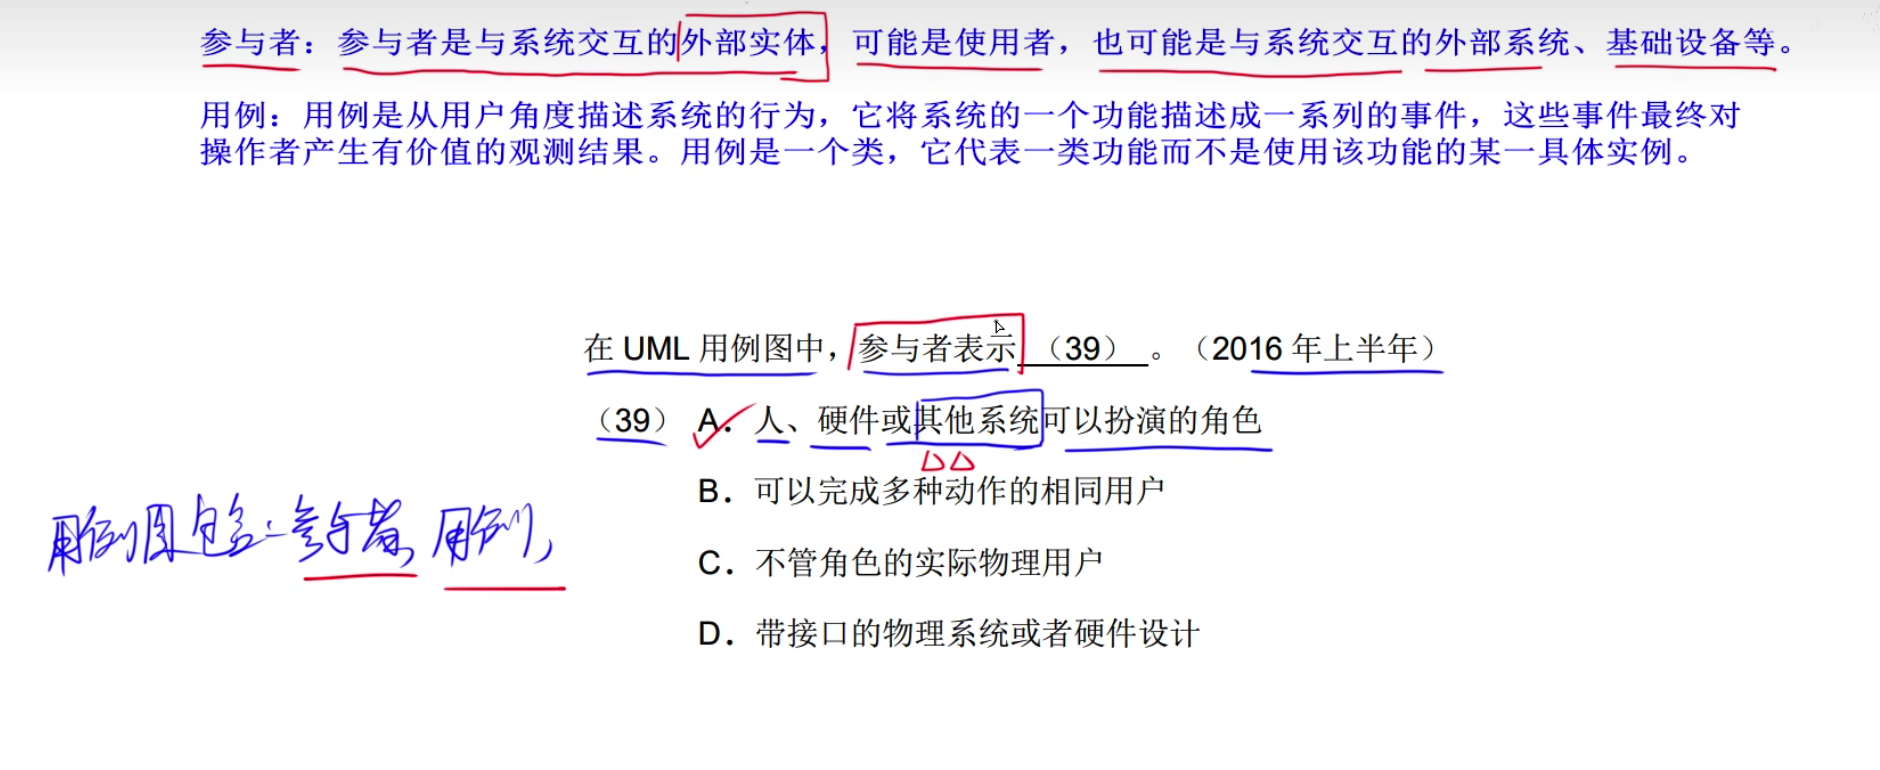 参与者：参与者是与系统交互的外部实体，可能是使用者，也可能是与系统交互的外部系统、基础设备等。
用例：用例是从用户角度描述系统的行为，它将系统的一个功能描述成一系列的事件，这些事件最终对
操作者产生有价值的观测结果。用例是一个类，它代表一类功能而不是使用该功能的某一具体实例。
在 UML 用例图中，参与者表示（39）。（2016 年上半年）
（39） A．人、硬件或其他系统可以扮演的角色
B．可以完成多种动作的相同用户
用例图包含：参与者，用例，
C．不管角色的实际物理用户
D．带接口的物理系统或者硬件设计